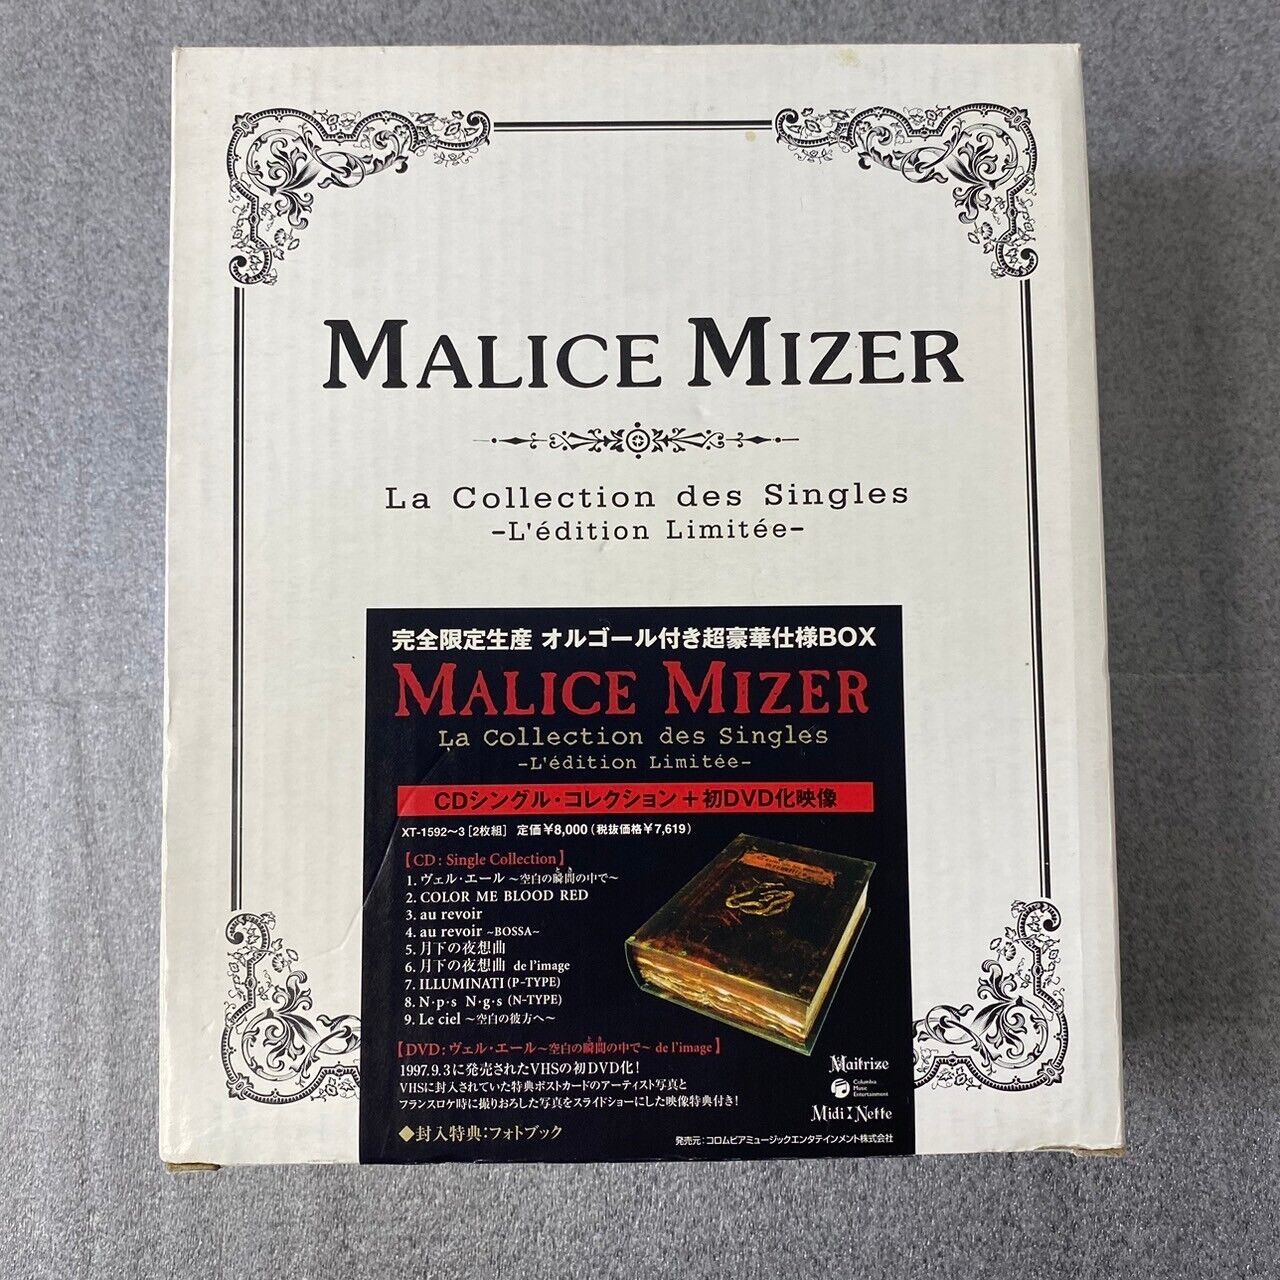 MALICE MIZER
La Collection des Singles
-L'édition Limitée-
完全限定生産 オルゴール付き超豪華仕様BOX
MALICE MIZER
La Collection des Singles
-L'édition Limitée-
CDシングル・コレクション＋初DVD化映像
XT-1592～3［2枚組］ 定価￥8,000（税抜価格￥7,619）
【CD : Single Collection】
1. ヴェル・エール ～空白の瞬間の中で～
2. COLOR ME BLOOD RED
3. au revoir
4. au revoir ~BOSSA~
5. 月下の夜想曲
6. 月下の夜想曲 de l'image
7. ILLUMINATI (P-TYPE)
8. N・p・s N・g・s (N-TYPE)
9. Le ciel ～空白の彼方へ～
【DVD : ヴェル・エール～空白の瞬間の中で～ de l'image】
1997.9.3に発売されたVHSの初DVD化！
VHSに封入されていた特典ポストカードのアーティスト写真と
フランスロケ時に撮りおろした写真をスライドショーにした映像特典付き！
◆封入特典：フォトブック
Maitrize
Columbia
Music
Entertainment
Midi:Nette
発売元：コロムビアミュージックエンタテインメント株式会社